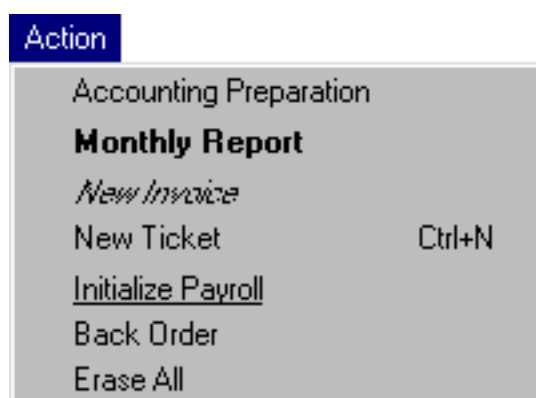 Action
Accounting Preparation
Monthly Report
New Invoice
New Ticket Ctrl+N
Initialize Payroll
Back Order
Erase All